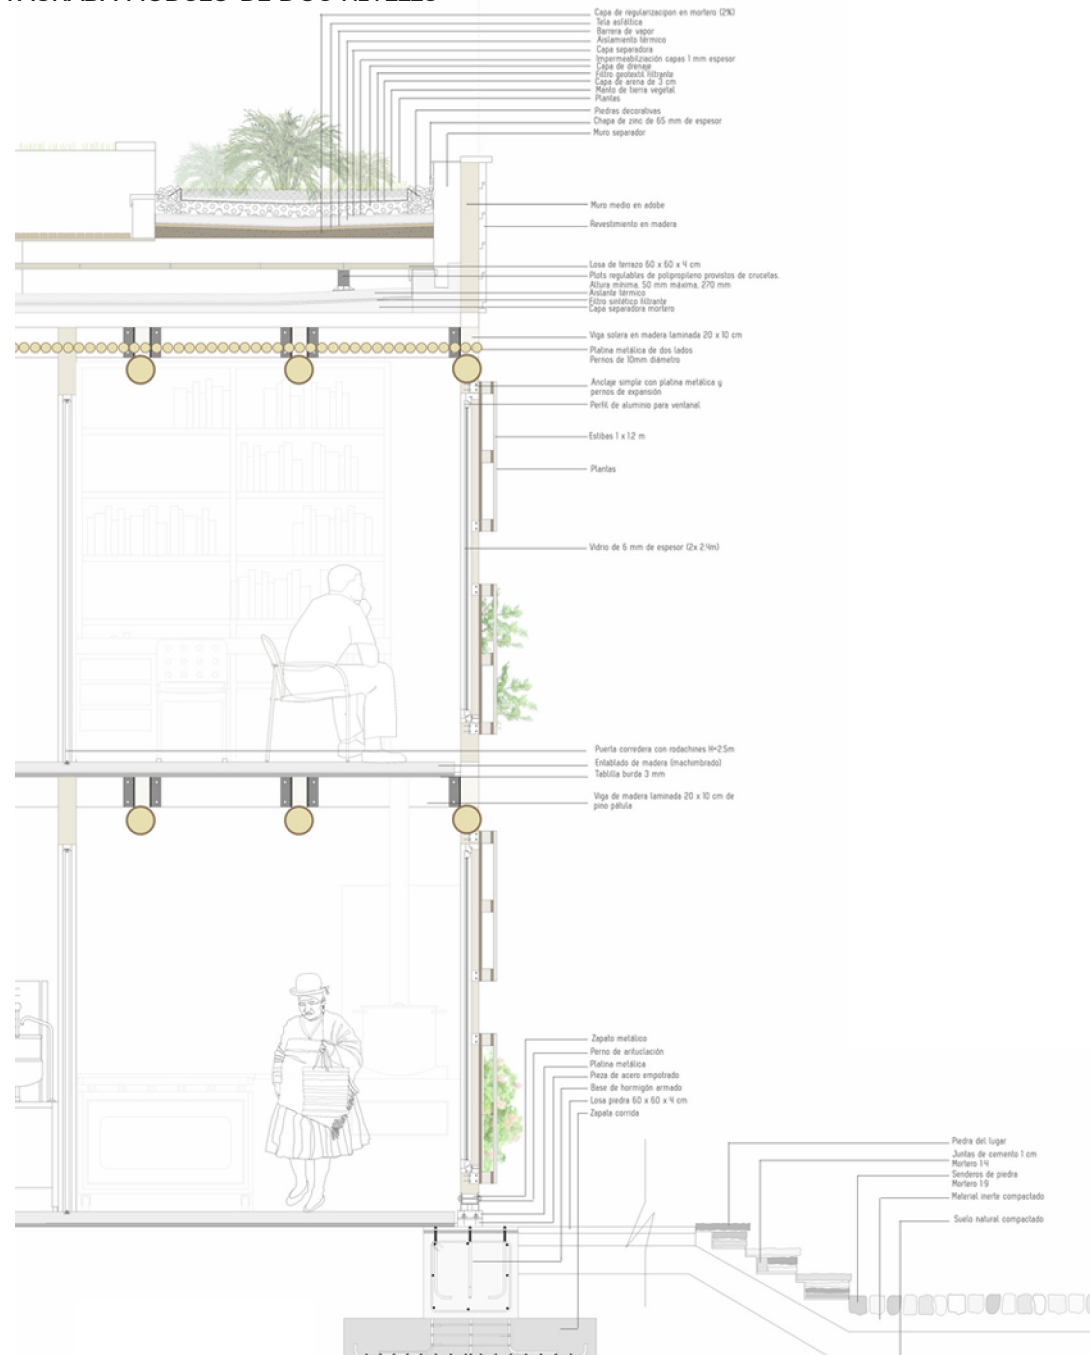 Capa de regularizacipon en mortero (2%)
Tela asfáltica
Barrera de vapor
Aislamiento térmico
Capa separadora
Impermeabilziación capas 1 mm espesor
Capa de drenaje
Filtro geotextil filtrante
Capa de arena de 3 cm
Manto de tierra vegetal
Plantas
Piedras decorativas
Chapa de zinc de 65 mm de espesor
Muro separador
Muro medio en adobe
Revestimiento en madera
Losa de terrazo 60 x 60 x 4 cm
Plots regulables de polipropileno provistos de crucetas.
Altura mínima, 50 mm máxima, 270 mm
Aislante térmico
Filtro sintético filtrante
Capa separadora mortero
Viga solera en madera laminada 20 x 10 cm
Platina metálica de dos lados
Pernos de 10mm diámetro
Anclaje simple con platina metálica y
pernos de expansión
Perfil de aluminio para ventanal
Estibas 1 x 1.2 m
Plantas
Vidrio de 6 mm de espesor (2x 2.4m)
Puerta corredera con rodachines H=2.5m
Entablado de madera (machimbrado)
Tablilla burda 3 mm
Viga de madera laminada 20 x 10 cm de
pino pátula
Zapato metálico
Perno de arituclación
Platina metálica
Pieza de acero empotrado
Base de hormigón armado
Losa piedra 60 x 60 x 4 cm
Zapata corrida
Piedra del lugar
Juntas de cemento 1 cm
Mortero 1:4
Senderos de piedra
Mortero 1:9
Material inerte compactado
Suelo natural compactado